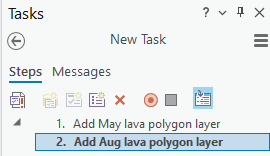 Tasks
New Task
Steps Messages
1. Add May lava polygon layer
2. Add Aug lava polygon layer